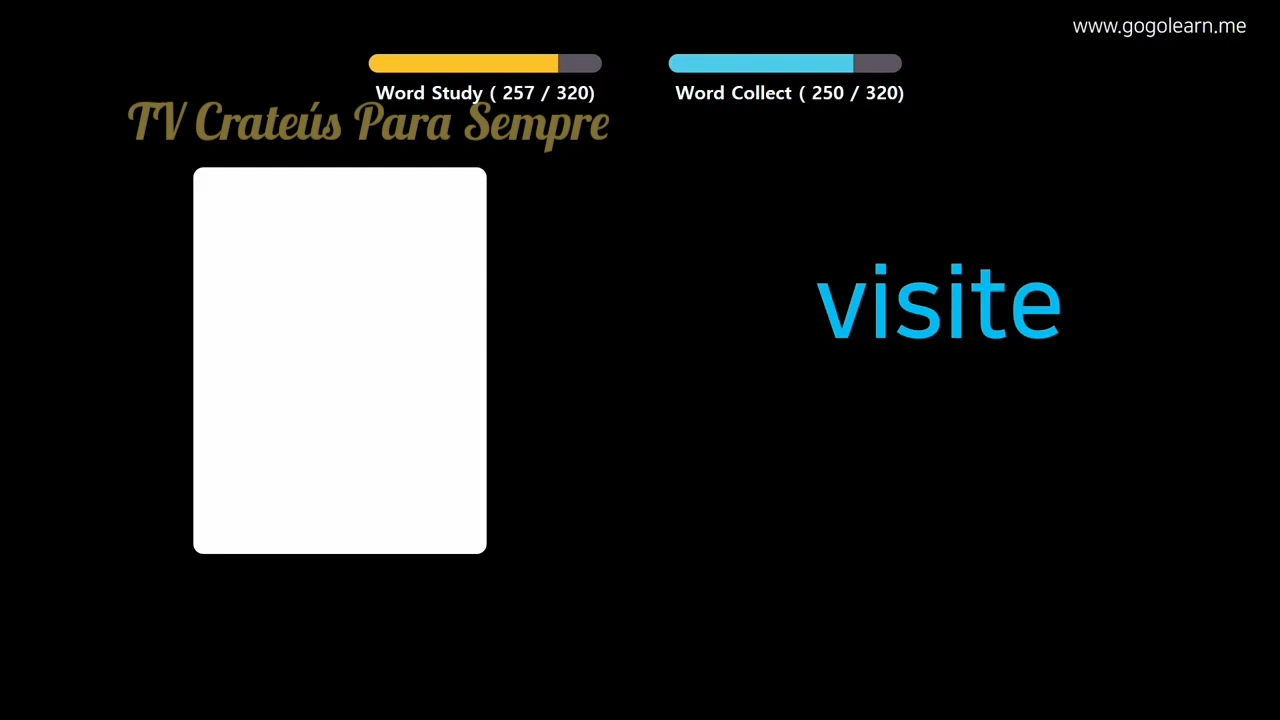 www.gogolearn.me
Word Study ( 257 / 320)
Word Collect ( 250 / 320)
TV Crateús Para Sempre
visite